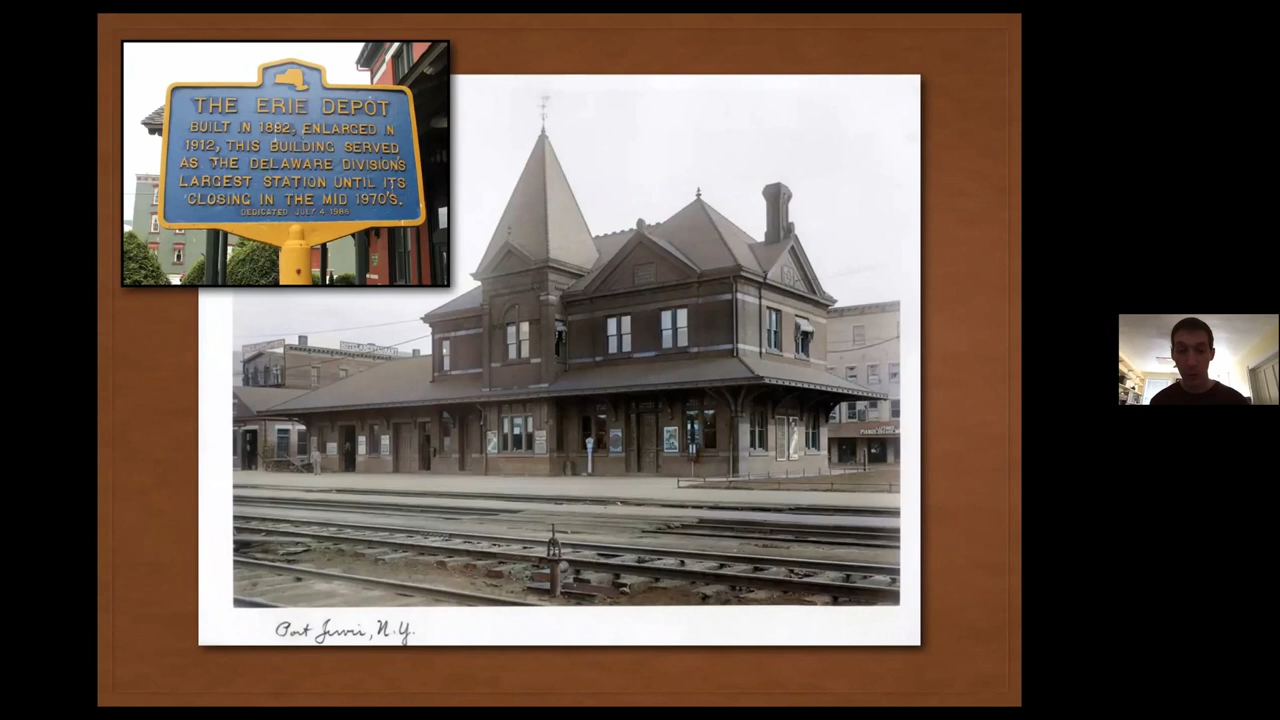 THE ERIE DEPOT
BUILT IN 1892, ENLARGED IN
1912, THIS BUILDING SERVED
AS THE DELAWARE DIVISION'S
LARGEST STATION UNTIL ITS
CLOSING IN THE MID 1970'S.
DEDICATED JULY 4 1986
Port Jervis, N.Y.